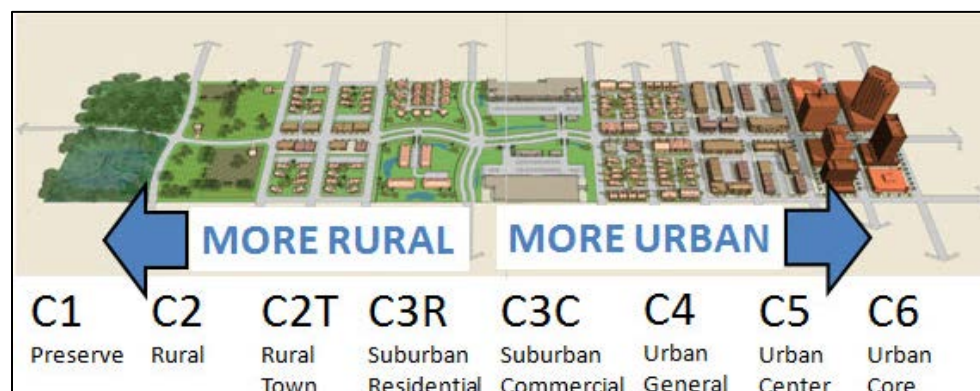 MORE RURAL
MORE URBAN
C1
Preserve
C2
Rural
C2T
Rural
Town
C3R
Suburban
Residential
C3C
Suburban
Commercial
C4
Urban
General
C5
Urban
Center
C6
Urban
Core